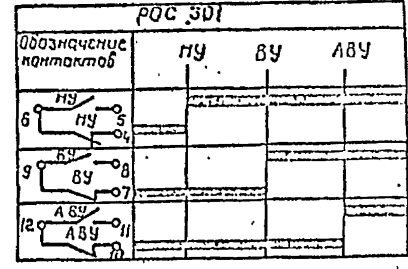 РОС 301
Обозначение контактов
НУ ВУ АВУ
НУ
6 НУ 5
4
ВУ
9 ВУ 8
7
АВУ
12 АВУ 11
10